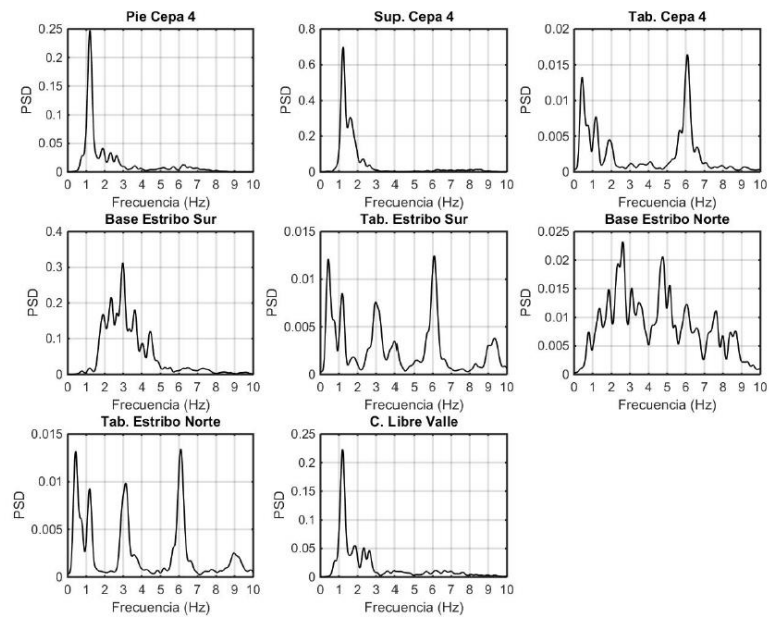 Pie Cepa 4
0.25
0.2
0.15
0.1
0.05
0
PSD
0 1 2 3 4 5 6 7 8 9 10
Frecuencia (Hz)
Sup. Cepa 4
0.8
0.6
0.4
0.2
0
PSD
0 1 2 3 4 5 6 7 8 9 10
Frecuencia (Hz)
Tab. Cepa 4
0.02
0.015
0.01
0.005
0
PSD
0 1 2 3 4 5 6 7 8 9 10
Frecuencia (Hz)
Base Estribo Sur
0.4
0.3
0.2
0.1
0
PSD
0 1 2 3 4 5 6 7 8 9 10
Frecuencia (Hz)
Tab. Estribo Sur
0.015
0.01
0.005
0
PSD
0 1 2 3 4 5 6 7 8 9 10
Frecuencia (Hz)
Base Estribo Norte
0.025
0.02
0.015
0.01
0.005
0
PSD
0 1 2 3 4 5 6 7 8 9 10
Frecuencia (Hz)
Tab. Estribo Norte
0.015
0.01
0.005
0
PSD
0 1 2 3 4 5 6 7 8 9 10
Frecuencia (Hz)
C. Libre Valle
0.25
0.2
0.15
0.1
0.05
0
PSD
0 1 2 3 4 5 6 7 8 9 10
Frecuencia (Hz)